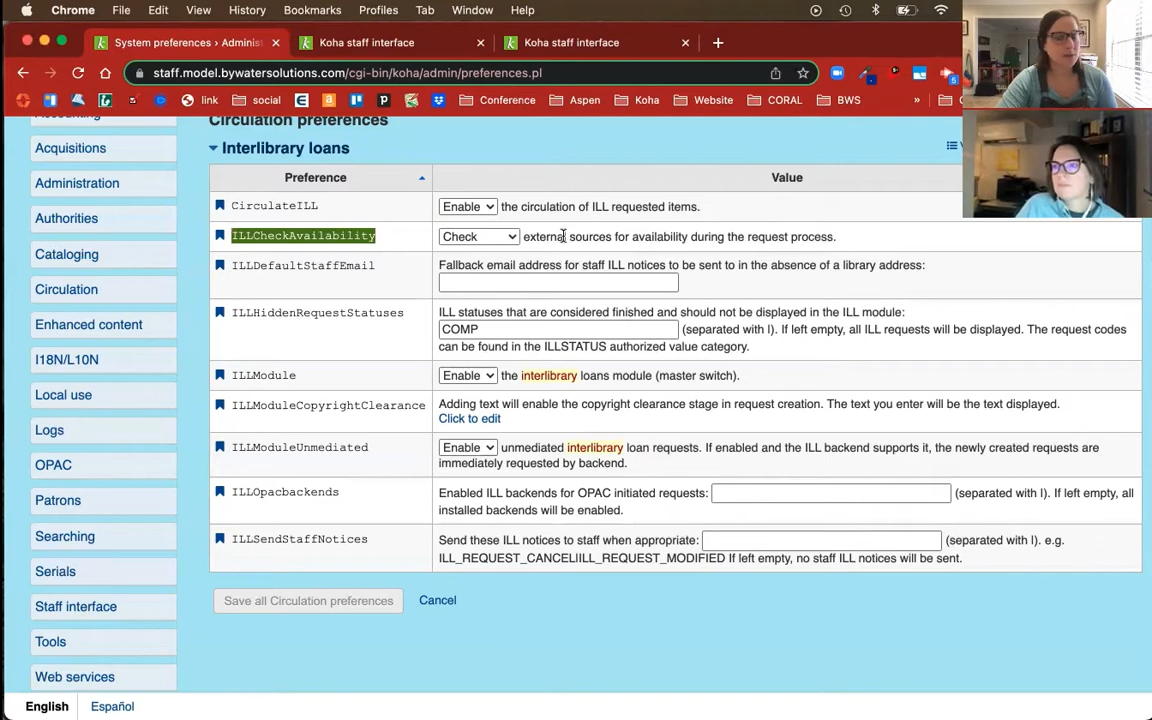 Chrome File Edit View History Bookmarks Profiles Tab Window Help
System preferences › Adminis
Koha staff interface
Koha staff interface
staff.model.bywatersolutions.com/cgi-bin/koha/admin/preferences.pl
link social Conference Aspen Koha Website CORAL BWS »
Circulation preferences
Acquisitions
Administration
Authorities
Cataloging
Circulation
Enhanced content
I18N/L10N
Local use
Logs
OPAC
Patrons
Searching
Serials
Staff interface
Tools
Web services
Interlibrary loans
Preference Value
CirculateILL Enable the circulation of ILL requested items.
ILLCheckAvailability Check external sources for availability during the request process.
ILLDefaultStaffEmail Fallback email address for staff ILL notices to be sent to in the absence of a library address:
ILLHiddenRequestStatuses ILL statuses that are considered finished and should not be displayed in the ILL module:
COMP (separated with |). If left empty, all ILL requests will be displayed. The request codes
can be found in the ILLSTATUS authorized value category.
ILLModule Enable the interlibrary loans module (master switch).
ILLModuleCopyrightClearance Adding text will enable the copyright clearance stage in request creation. The text you enter will be the text displayed.
Click to edit
ILLModuleUnmediated Enable unmediated interlibrary loan requests. If enabled and the ILL backend supports it, the newly created requests are
immediately requested by backend.
ILLOpacbackends Enabled ILL backends for OPAC initiated requests: (separated with |). If left empty, all
installed backends will be enabled.
ILLSendStaffNotices Send these ILL notices to staff when appropriate: (separated with |). e.g.
ILL_REQUEST_CANCEL|ILL_REQUEST_MODIFIED If left empty, no staff ILL notices will be sent.
Save all Circulation preferences Cancel
English Español